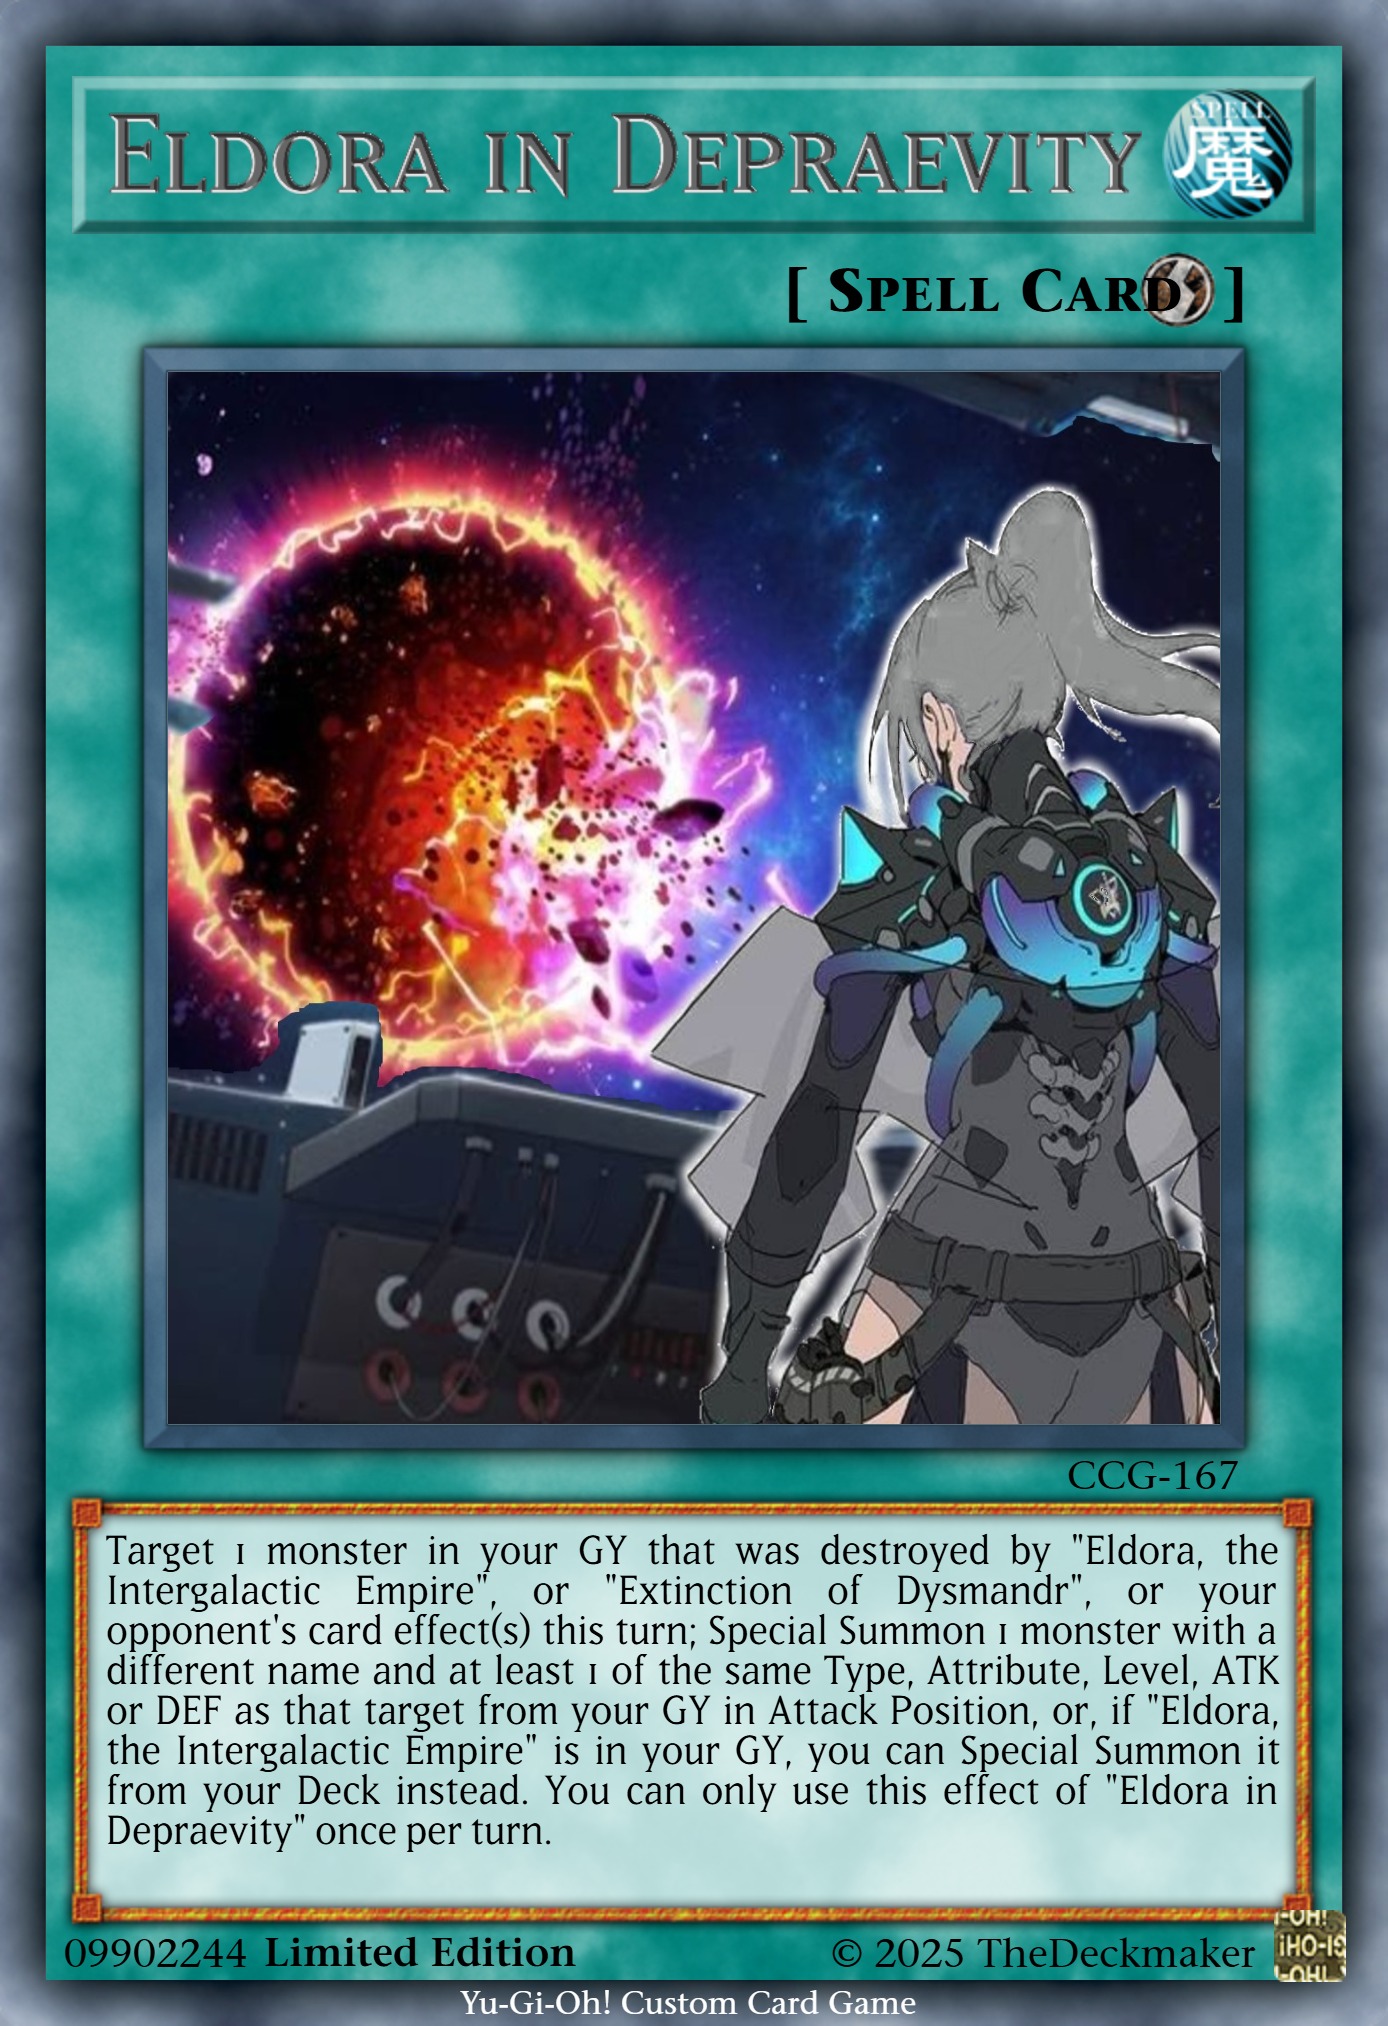 Eldora in Depraevity
SPELL
魔
[ Spell Card ]
CCG-167
Target 1 monster in your GY that was destroyed by "Eldora, the
Intergalactic Empire", or "Extinction of Dysmandr", or your
opponent's card effect(s) this turn; Special Summon 1 monster with a
different name and at least 1 of the same Type, Attribute, Level, ATK
or DEF as that target from your GY in Attack Position, or, if "Eldora,
the Intergalactic Empire" is in your GY, you can Special Summon it
from your Deck instead. You can only use this effect of "Eldora in
Depraevity" once per turn.
09902244 Limited Edition
© 2025 TheDeckmaker
Yu-Gi-Oh! Custom Card Game